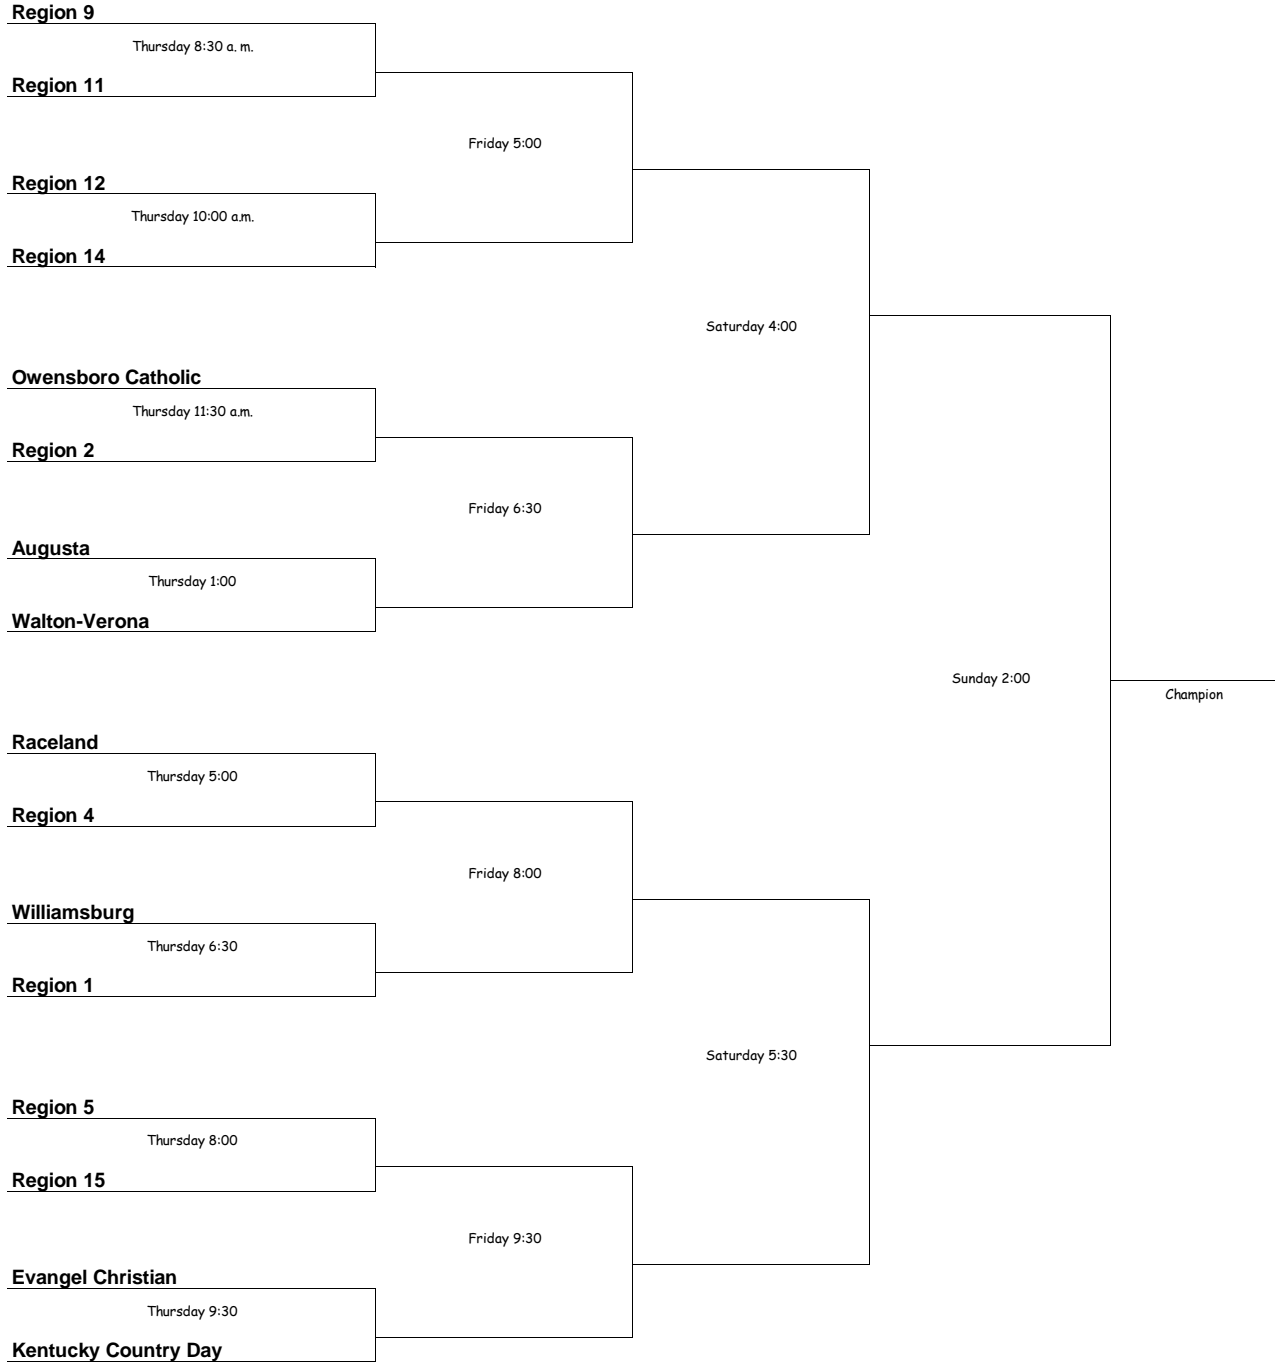 Region 9
Thursday 8:30 a. m.
Region 11
Friday 5:00
Region 12
Thursday 10:00 a.m.
Region 14
Saturday 4:00
Owensboro Catholic
Thursday 11:30 a.m.
Region 2
Friday 6:30
Augusta
Thursday 1:00
Walton-Verona
Sunday 2:00
Champion
Raceland
Thursday 5:00
Region 4
Friday 8:00
Williamsburg
Thursday 6:30
Region 1
Saturday 5:30
Region 5
Thursday 8:00
Region 15
Friday 9:30
Evangel Christian
Thursday 9:30
Kentucky Country Day